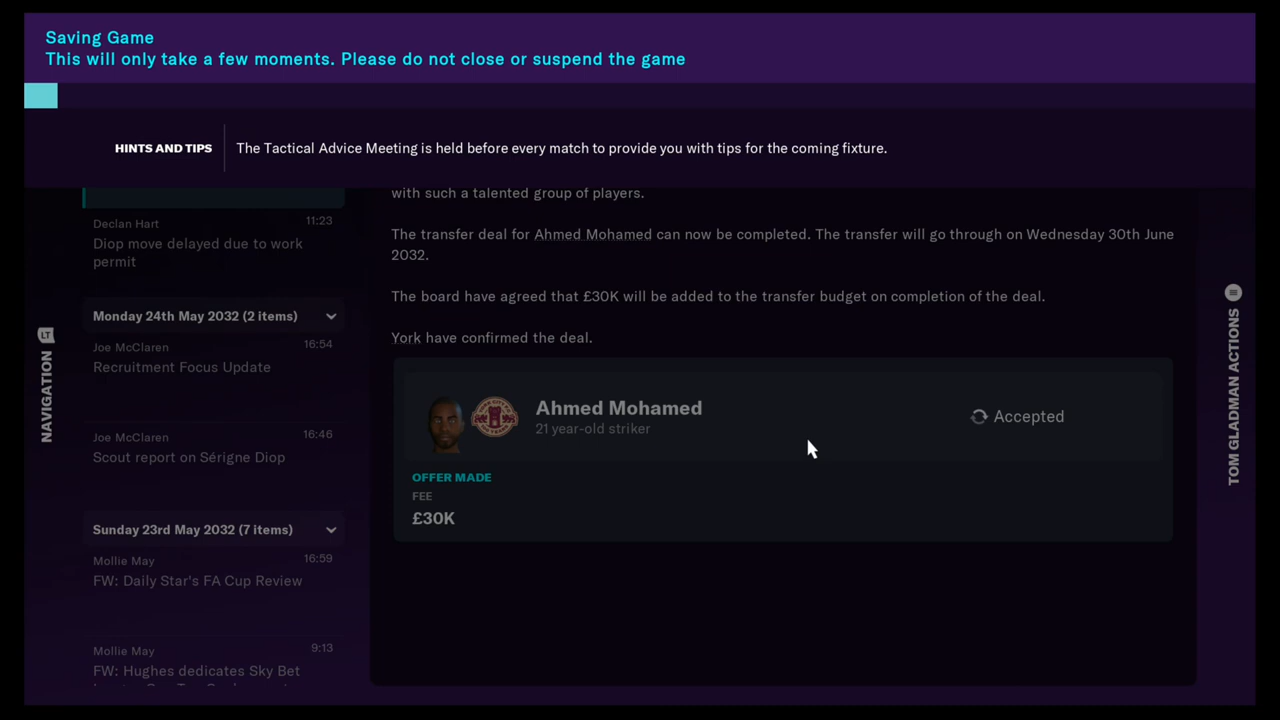 Saving Game
This will only take a few moments. Please do not close or suspend the game
HINTS AND TIPS
The Tactical Advice Meeting is held before every match to provide you with tips for the coming fixture.
NAVIGATION
LT
Declan Hart
11:23
Diop move delayed due to work
permit
Monday 24th May 2032 (2 items)
Joe McClaren
16:54
Recruitment Focus Update
Joe McClaren
16:46
Scout report on Sérigne Diop
Sunday 23rd May 2032 (7 items)
Mollie May
16:59
FW: Daily Star's FA Cup Review
Mollie May
9:13
FW: Hughes dedicates Sky Bet
with such a talented group of players.
The transfer deal for Ahmed Mohamed can now be completed. The transfer will go through on Wednesday 30th June
2032.
The board have agreed that £30K will be added to the transfer budget on completion of the deal.
York have confirmed the deal.
Ahmed Mohamed
21 year-old striker
Accepted
OFFER MADE
FEE
£30K
TOM GLADMAN ACTIONS